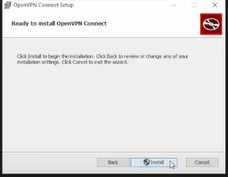 OpenVPN Connect Setup
Ready to install OpenVPN Connect
Click Install to begin the installation. Click Back to review or change any of your
installation settings. Click Cancel to exit the wizard.
Back
Install
Cancel